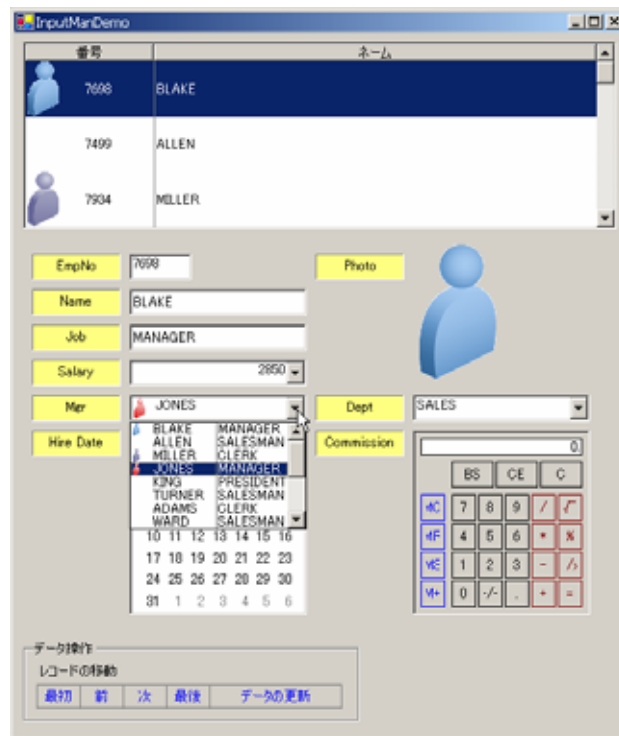 InputManDemo
番号 ネーム
7698 BLAKE
7499 ALLEN
7934 MILLER
EmpNo 7698 Photo
Name BLAKE
Job MANAGER
Salary 2850
Mgr JONES Dept SALES
Hire Date Commission
BLAKE MANAGER
ALLEN SALESMAN
MILLER CLERK
JONES MANAGER
KING PRESIDENT
TURNER SALESMAN
ADAMS CLERK
WARD SALESMAN
10 11 12 13 14 15 16
17 18 19 20 21 22 23
24 25 26 27 28 29 30
31 1 2 3 4 5 6
0.
BS CE C
7 8 9 / √
4 5 6 * %
1 2 3 -
M+ 0 -/- . + =
データ操作
レコードの移動
最初 前 次 最後 データの更新